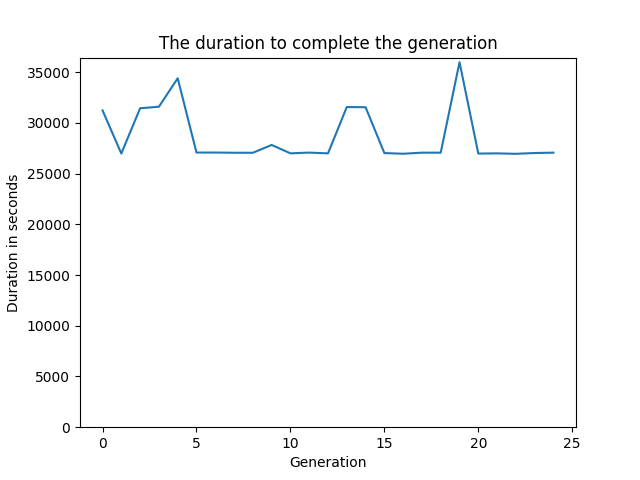 The duration to complete the generation
35000
30000
25000
20000
15000
10000
5000
0
Duration in seconds
0 5 10 15 20 25
Generation